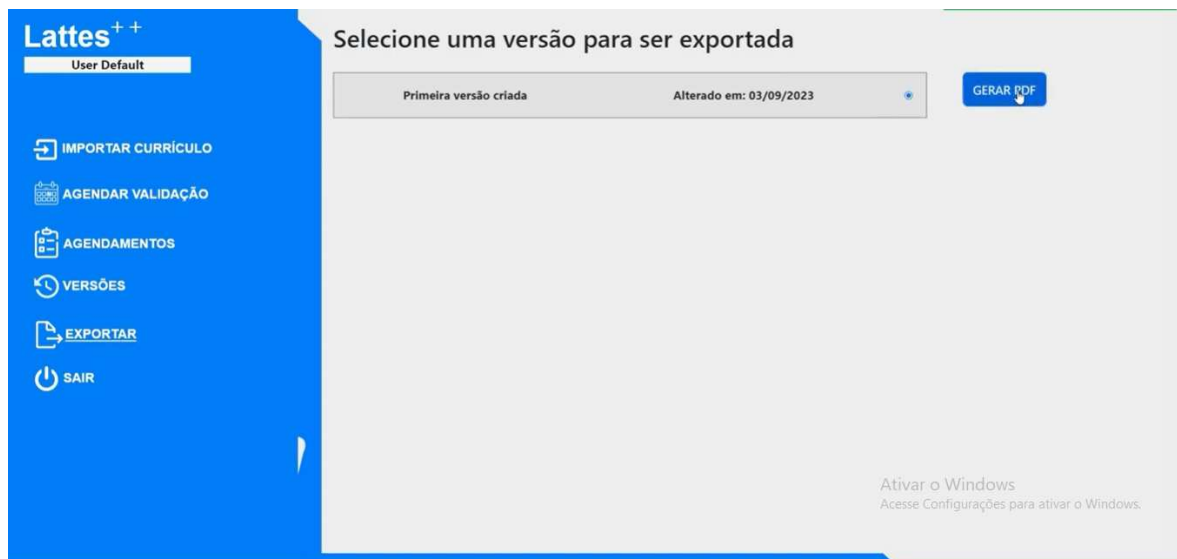 Lattes++
User Default
IMPORTAR CURRÍCULO
AGENDAR VALIDAÇÃO
AGENDAMENTOS
VERSÕES
EXPORTAR
SAIR
Selecione uma versão para ser exportada
Primeira versão criada Alterado em: 03/09/2023
GERAR PDF
Ativar o Windows
Acesse Configurações para ativar o Windows.